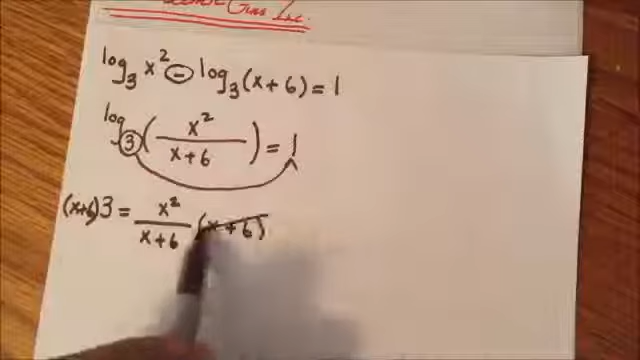 log₃ x² - log₃ (x+6) = 1
log₃ (x²/(x+6)) = 1
(x+6) 3 = x²/(x+6) (x+6)